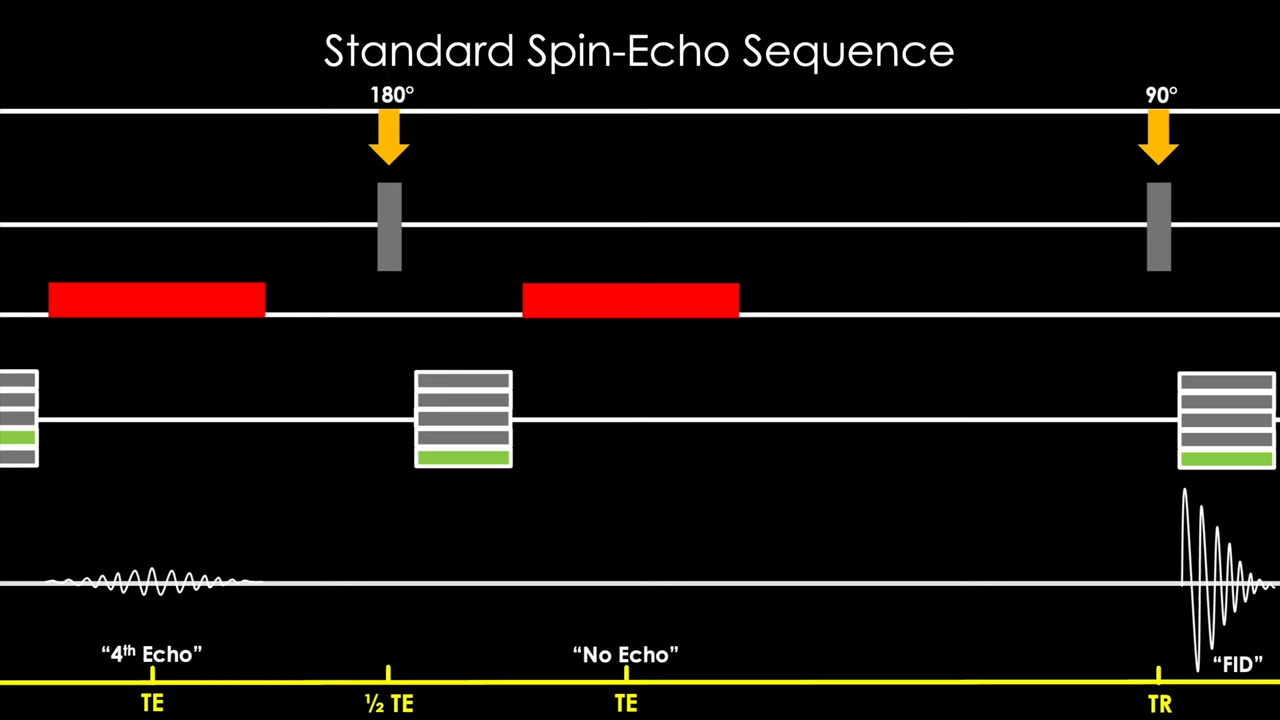 Standard Spin-Echo Sequence
180° 90°
“4th Echo” “No Echo” “FID”
TE ½ TE TE TR